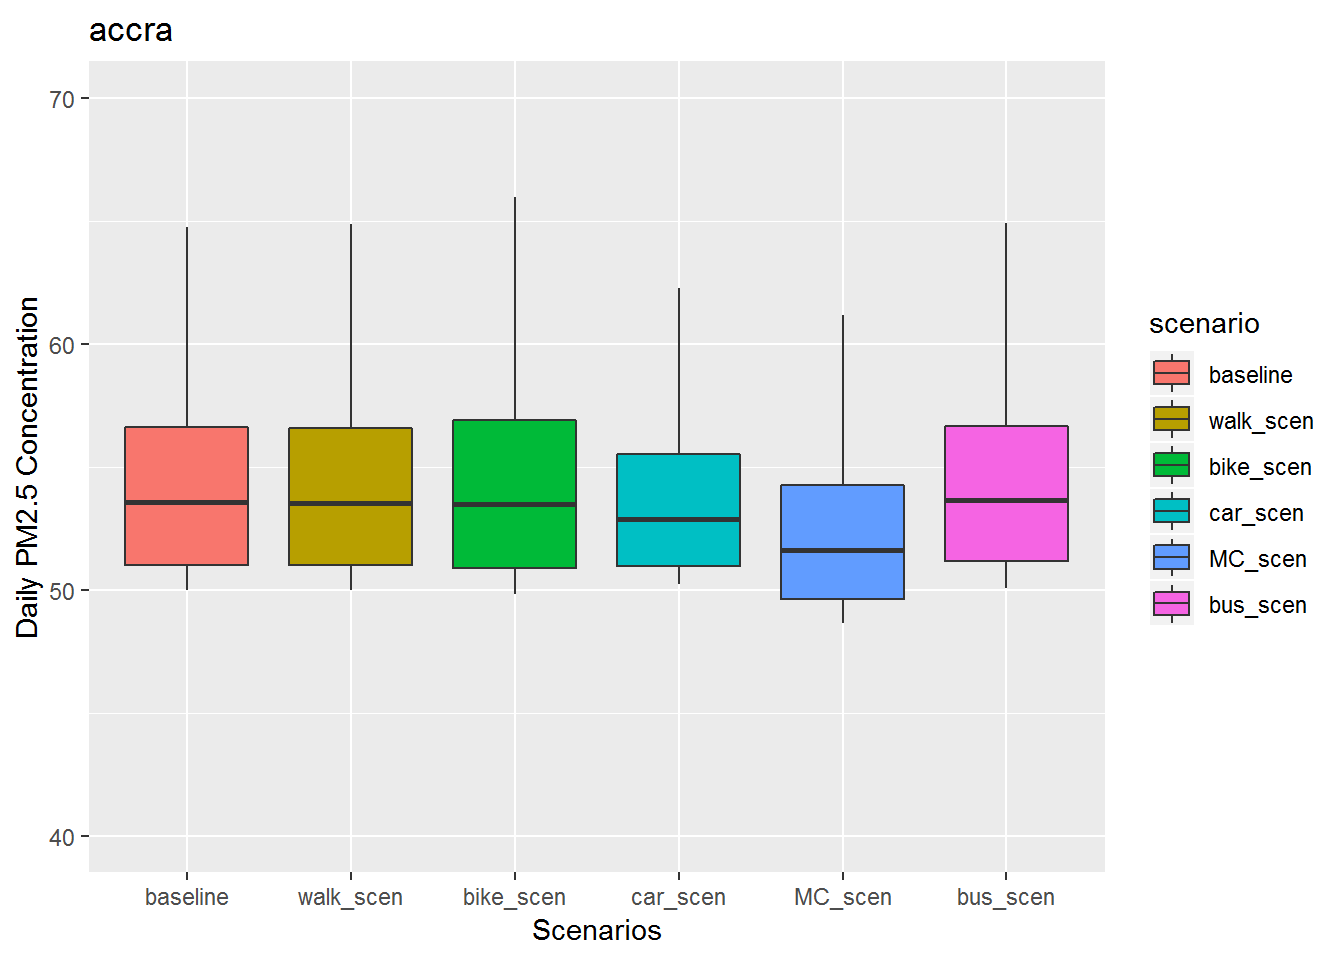 accra
Daily PM2.5 Concentration
70
60
50
40
baseline
walk_scen
bike_scen
car_scen
MC_scen
bus_scen
Scenarios
scenario
baseline
walk_scen
bike_scen
car_scen
MC_scen
bus_scen